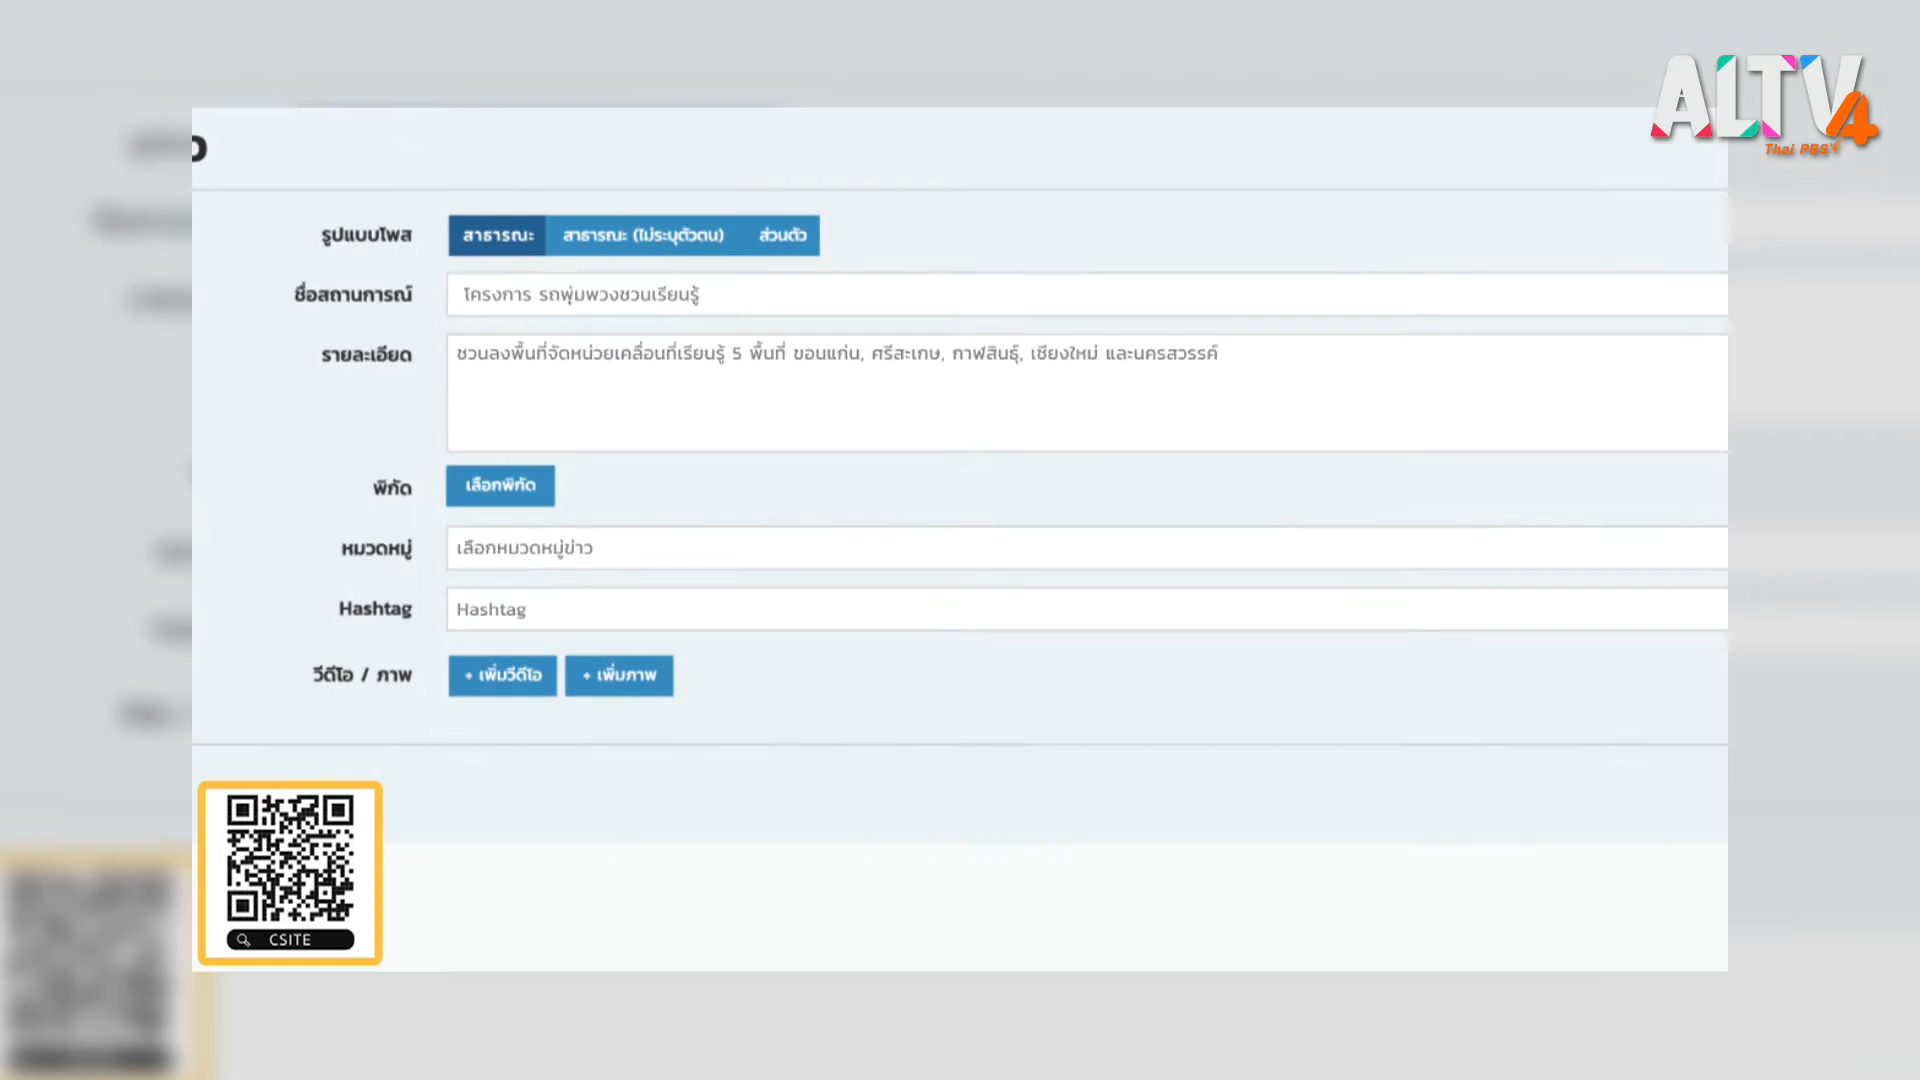 ALTV4
Thai PBS
รูปแบบโพส สาธารณะ สาธารณะ (ไม่ระบุตัวตน) ส่วนตัว
ชื่อสถานการณ์ โครงการ รถพุ่มพวงชวนเรียนรู้
รายละเอียด ชวนลงพื้นที่จัดหน่วยเคลื่อนที่เรียนรู้ 5 พื้นที่ ขอนแก่น, ศรีสะเกษ, กาฬสินธุ์, เชียงใหม่ และนครสวรรค์
พิกัด เลือกพิกัด
หมวดหมู่ เลือกหมวดหมู่ข่าว
Hashtag Hashtag
วีดีโอ / ภาพ + เพิ่มวีดีโอ + เพิ่มภาพ
CSITE